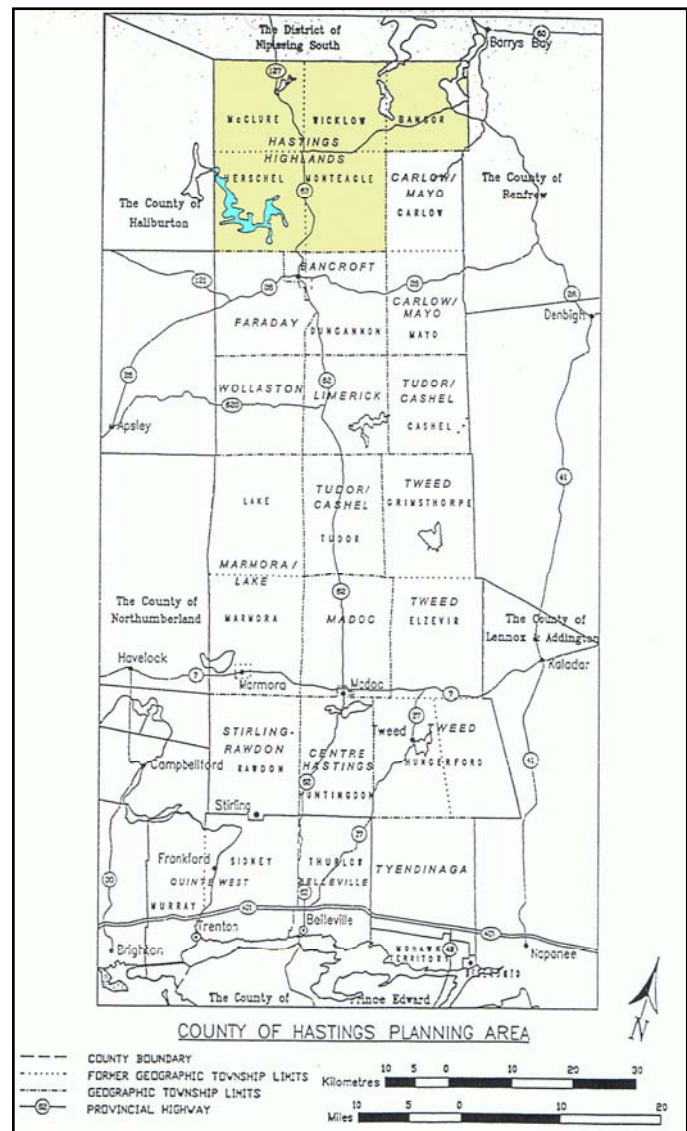 The District of
Nipissing South
60
Barrys Bay
127
McCLURE
WICKLOW
BANGOR
HASTINGS
HIGHLANDS
HERSCHEL
MONTEAGLE
CARLOW/
MAYO
CARLOW
The County of
Renfrew
The County of
Haliburton
62
BANCROFT
121
28
28
CARLOW/
MAYO
MAYO
28
Denbigh
FARADAY
DUNGANNON
28
WOLLASTON
62
LIMERICK
TUDOR/
CASHEL
CASHEL
620
Apsley
41
LAKE
TUDOR/
CASHEL
TUDOR
TWEED
GRIMSTHORPE
MARMORA/
LAKE
MARMORA
62
MADOC
TWEED
ELZEVIR
The County of
Northumberland
The County of
Lennox & Addington
Kaladar
Havelock
7
Marmora
Madoc
7
STIRLING-
RAWDON
RAWDON
CENTRE
HASTINGS
HUNTINGDON
37
Tweed
TWEED
HUNGERFORD
Campbellford
62
41
Stirling
37
Frankford
SIDNEY
THURLOW
TYENDINAGA
QUINTE WEST
BELLEVILLE
30
MURRAY
62
401
401
Trenton
Belleville
Brighton
MOHAWK
TERRITORY
49
Napanee
DESERONTO
The County of
Prince Edward
N
COUNTY OF HASTINGS PLANNING AREA
COUNTY BOUNDARY
FORMER GEOGRAPHIC TOWNSHIP LIMITS
GEOGRAPHIC TOWNSHIP LIMITS
62 PROVINCIAL HIGHWAY
Kilometres 10 5 0 10 20 30
Miles 10 5 0 10 20